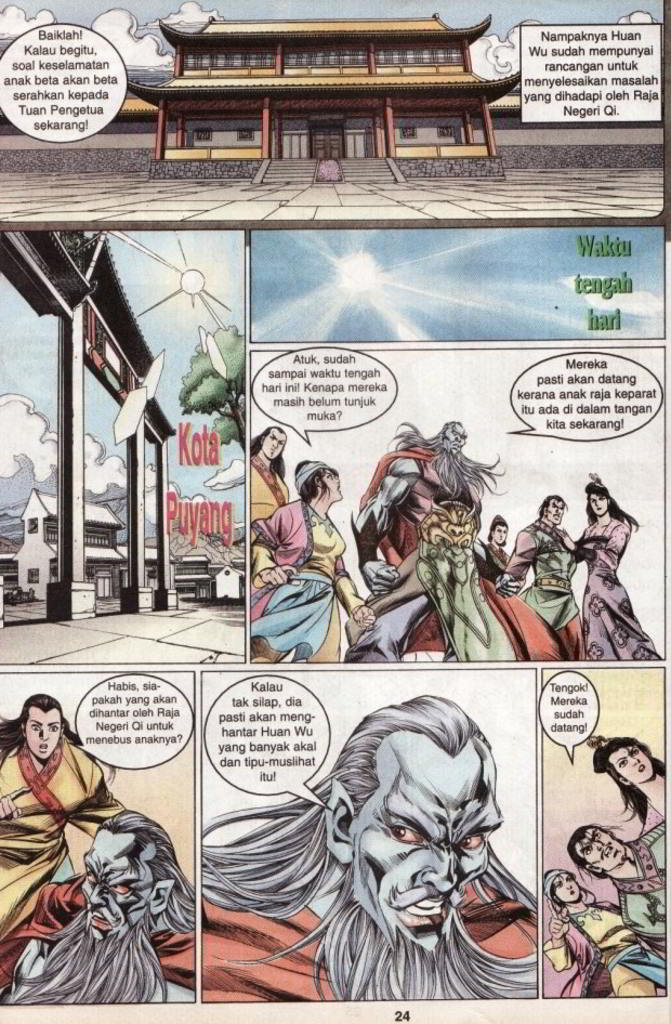 Baiklah!
Kalau begitu,
soal keselamatan
anak beta akan beta
serahkan kepada
Tuan Pengetua
sekarang!
Nampaknya Huan
Wu sudah mempunyai
rancangan untuk
menyelesaikan masalah
yang dihadapi oleh Raja
Negeri Qi.
Kota
Puyang
Waktu
tengah
hari
Atuk, sudah
sampai waktu tengah
hari ini! Kenapa mereka
masih belum tunjuk
muka?
Mereka
pasti akan datang
kerana anak raja keparat
itu ada di dalam tangan
kita sekarang!
Habis, sia-
pakah yang akan
dihantar oleh Raja
Negeri Qi untuk
menebus anaknya?
Kalau
tak silap, dia
pasti akan meng-
hantar Huan Wu
yang banyak akal
dan tipu-muslihat
itu!
Tengok!
Mereka
sudah
datang!
24